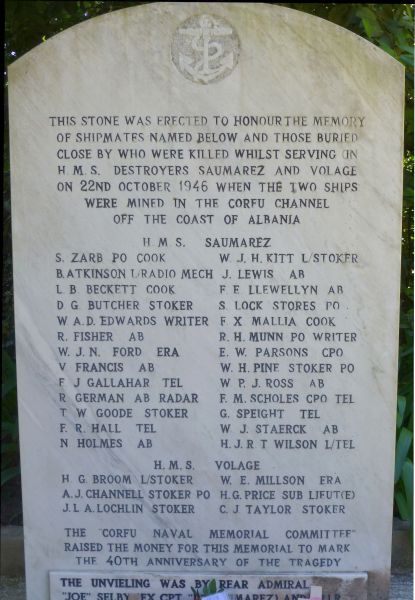 THIS STONE WAS ERECTED TO HONOUR THE MEMORY
OF SHIPMATES NAMED BELOW AND THOSE BURIED
CLOSE BY WHO WERE KILLED WHILST SERVING IN
H.M.S. DESTROYERS SAUMAREZ AND VOLAGE
ON 22ND OCTOBER 1946 WHEN THE TWO SHIPS
WERE MINED IN THE CORFU CHANNEL
OFF THE COAST OF ALBANIA
H.M.S. SAUMAREZ
S. ZARB PO COOK W. J. H. KITT L/STOKER
B. ATKINSON L/RADIO MECH J. LEWIS AB
L. B. BECKETT COOK F. E LLEWELLYN AB
D G. BUTCHER STOKER S. LOCK STORES PO
W. A.D. EDWARDS WRITER F X MALLIA COOK
R. FISHER AB R. H. MUNN PO WRITER
W. J. N. FORD ERA E. W. PARSONS CPO
V FRANCIS AB W. H. PINE STOKER PO
F J GALLAHAR TEL W P. J. ROSS AB
R GERMAN AB RADAR F. M. SCHOLES CPO TEL
T W GOODE STOKER G. SPEIGHT TEL
F. R. HALL TEL W. J. STAERCK AB
N HOLMES AB H.J. R T WILSON L/TEL
H.M.S. VOLAGE
H. G. BROOM L/STOKER W. E. MILLSON ERA
A. J. CHANNELL STOKER PO H.G. PRICE SUB LIEUT(E)
J. L A. LOCHLIN STOKER C. J TAYLOR STOKER
THE "CORFU NAVAL MEMORIAL COMMITTEE"
RAISED THE MONEY FOR THIS MEMORIAL TO MARK
THE 40TH ANNIVERSARY OF THE TRAGEDY
THE UNVIELING WAS BY REAR ADMIRAL
"JOE" SELBY EX CPT